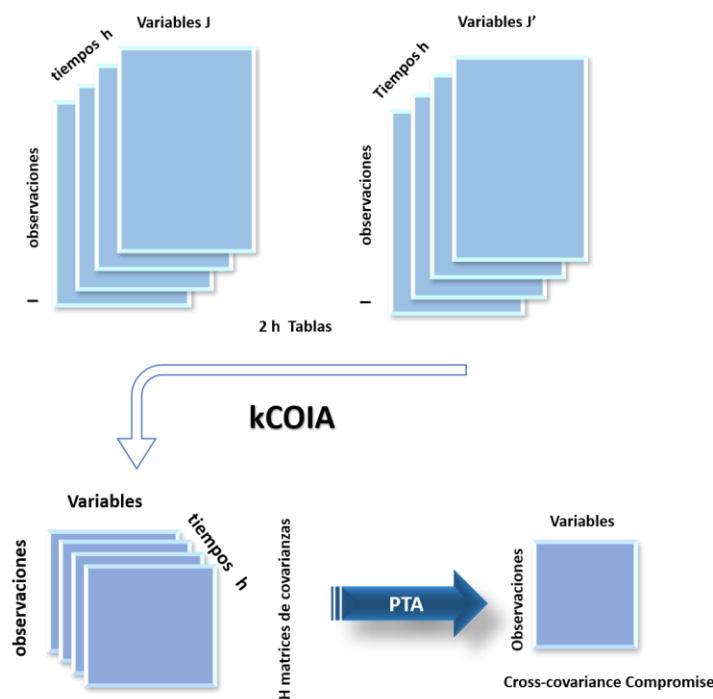 Variables J
Variables J’
tiempos h
Tiempos h
observaciones
observaciones
I
I
2 h Tablas
kCOIA
Variables
tiempos h
observaciones
H matrices de covarianzas
PTA
Variables
Observaciones
Cross-covariance Compromise